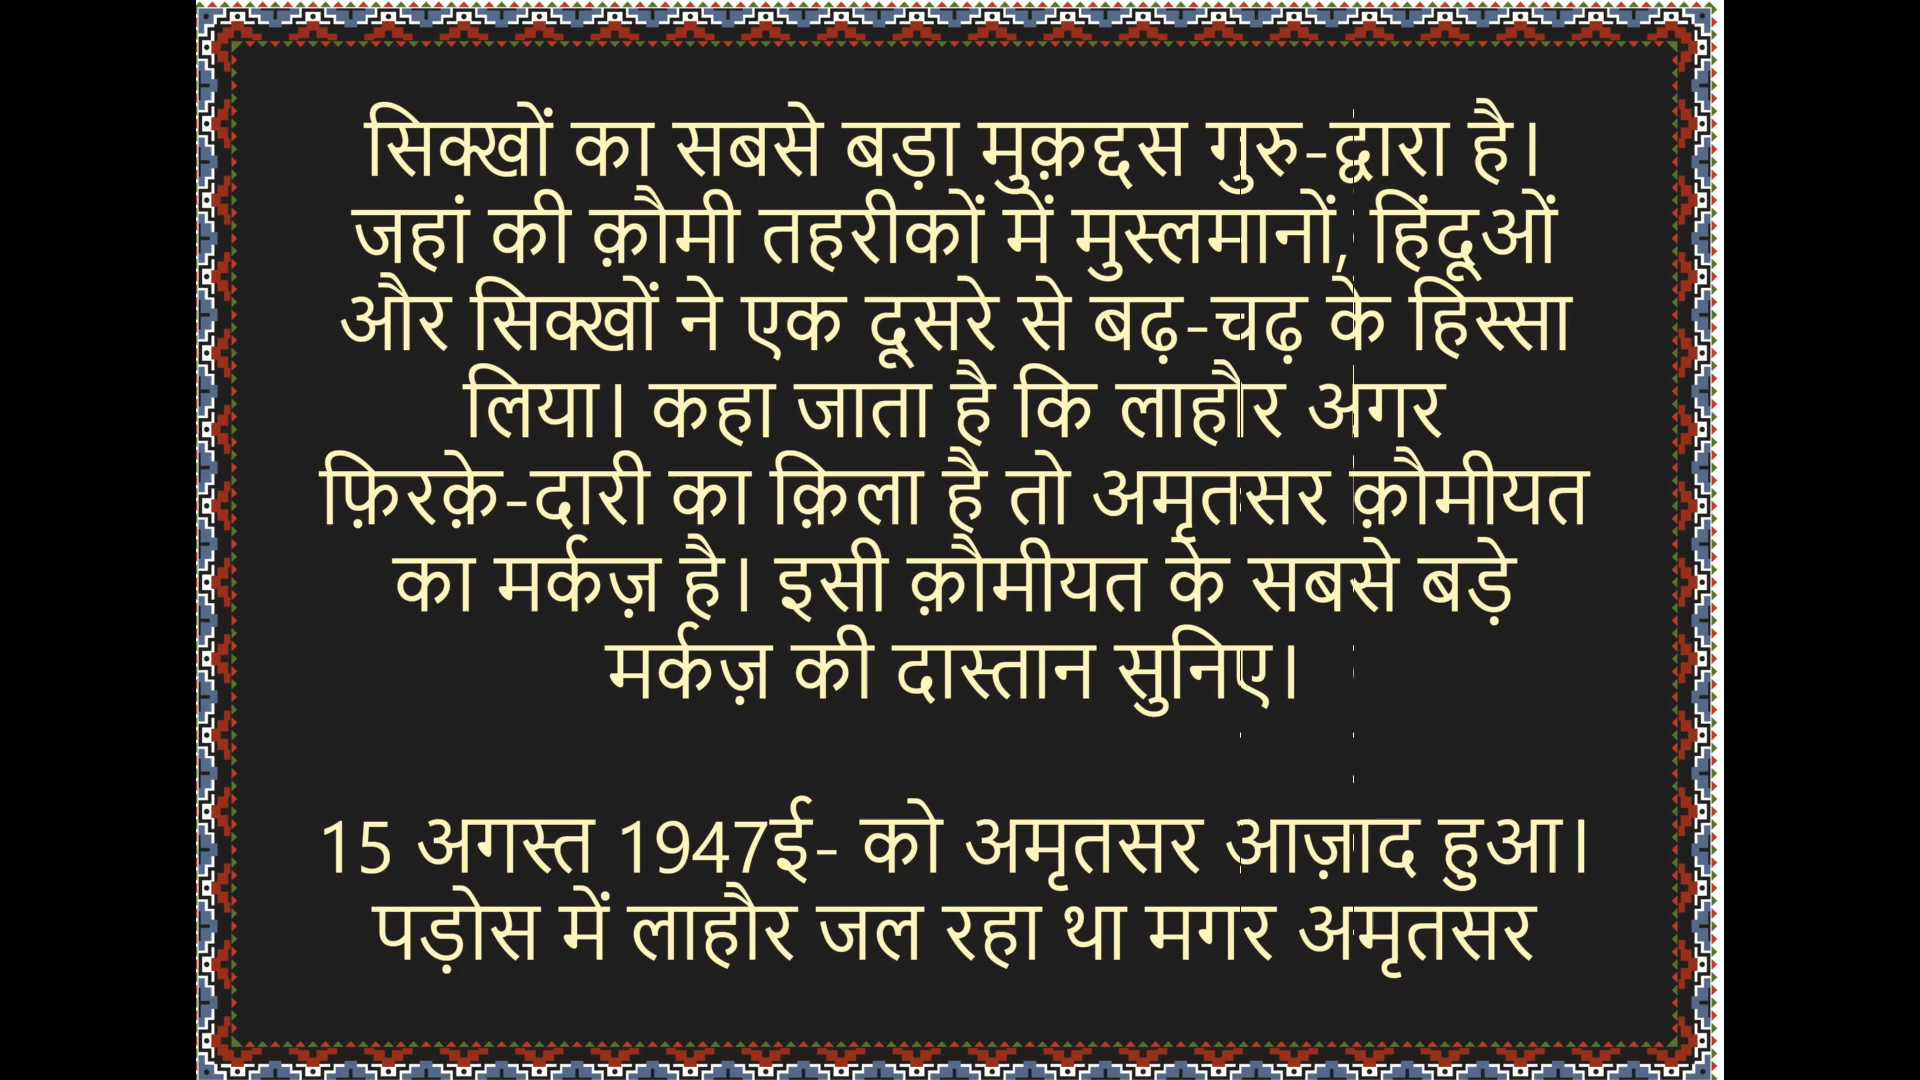 सिक्खों का सबसे बड़ा मुक़द्दस गुरु-द्वारा है।
जहां की क़ौमी तहरीकों में मुस्लमानों, हिंदूओं
और सिक्खों ने एक दूसरे से बढ़-चढ़ के हिस्सा
लिया। कहा जाता है कि लाहौर अगर
फ़िरक़े-दारी का क़िला है तो अमृतसर क़ौमीयत
का मर्कज़ है। इसी क़ौमीयत के सबसे बड़े
मर्कज़ की दास्तान सुनिए।
15 अगस्त 1947ई- को अमृतसर आज़ाद हुआ।
पड़ोस में लाहौर जल रहा था मगर अमृतसर